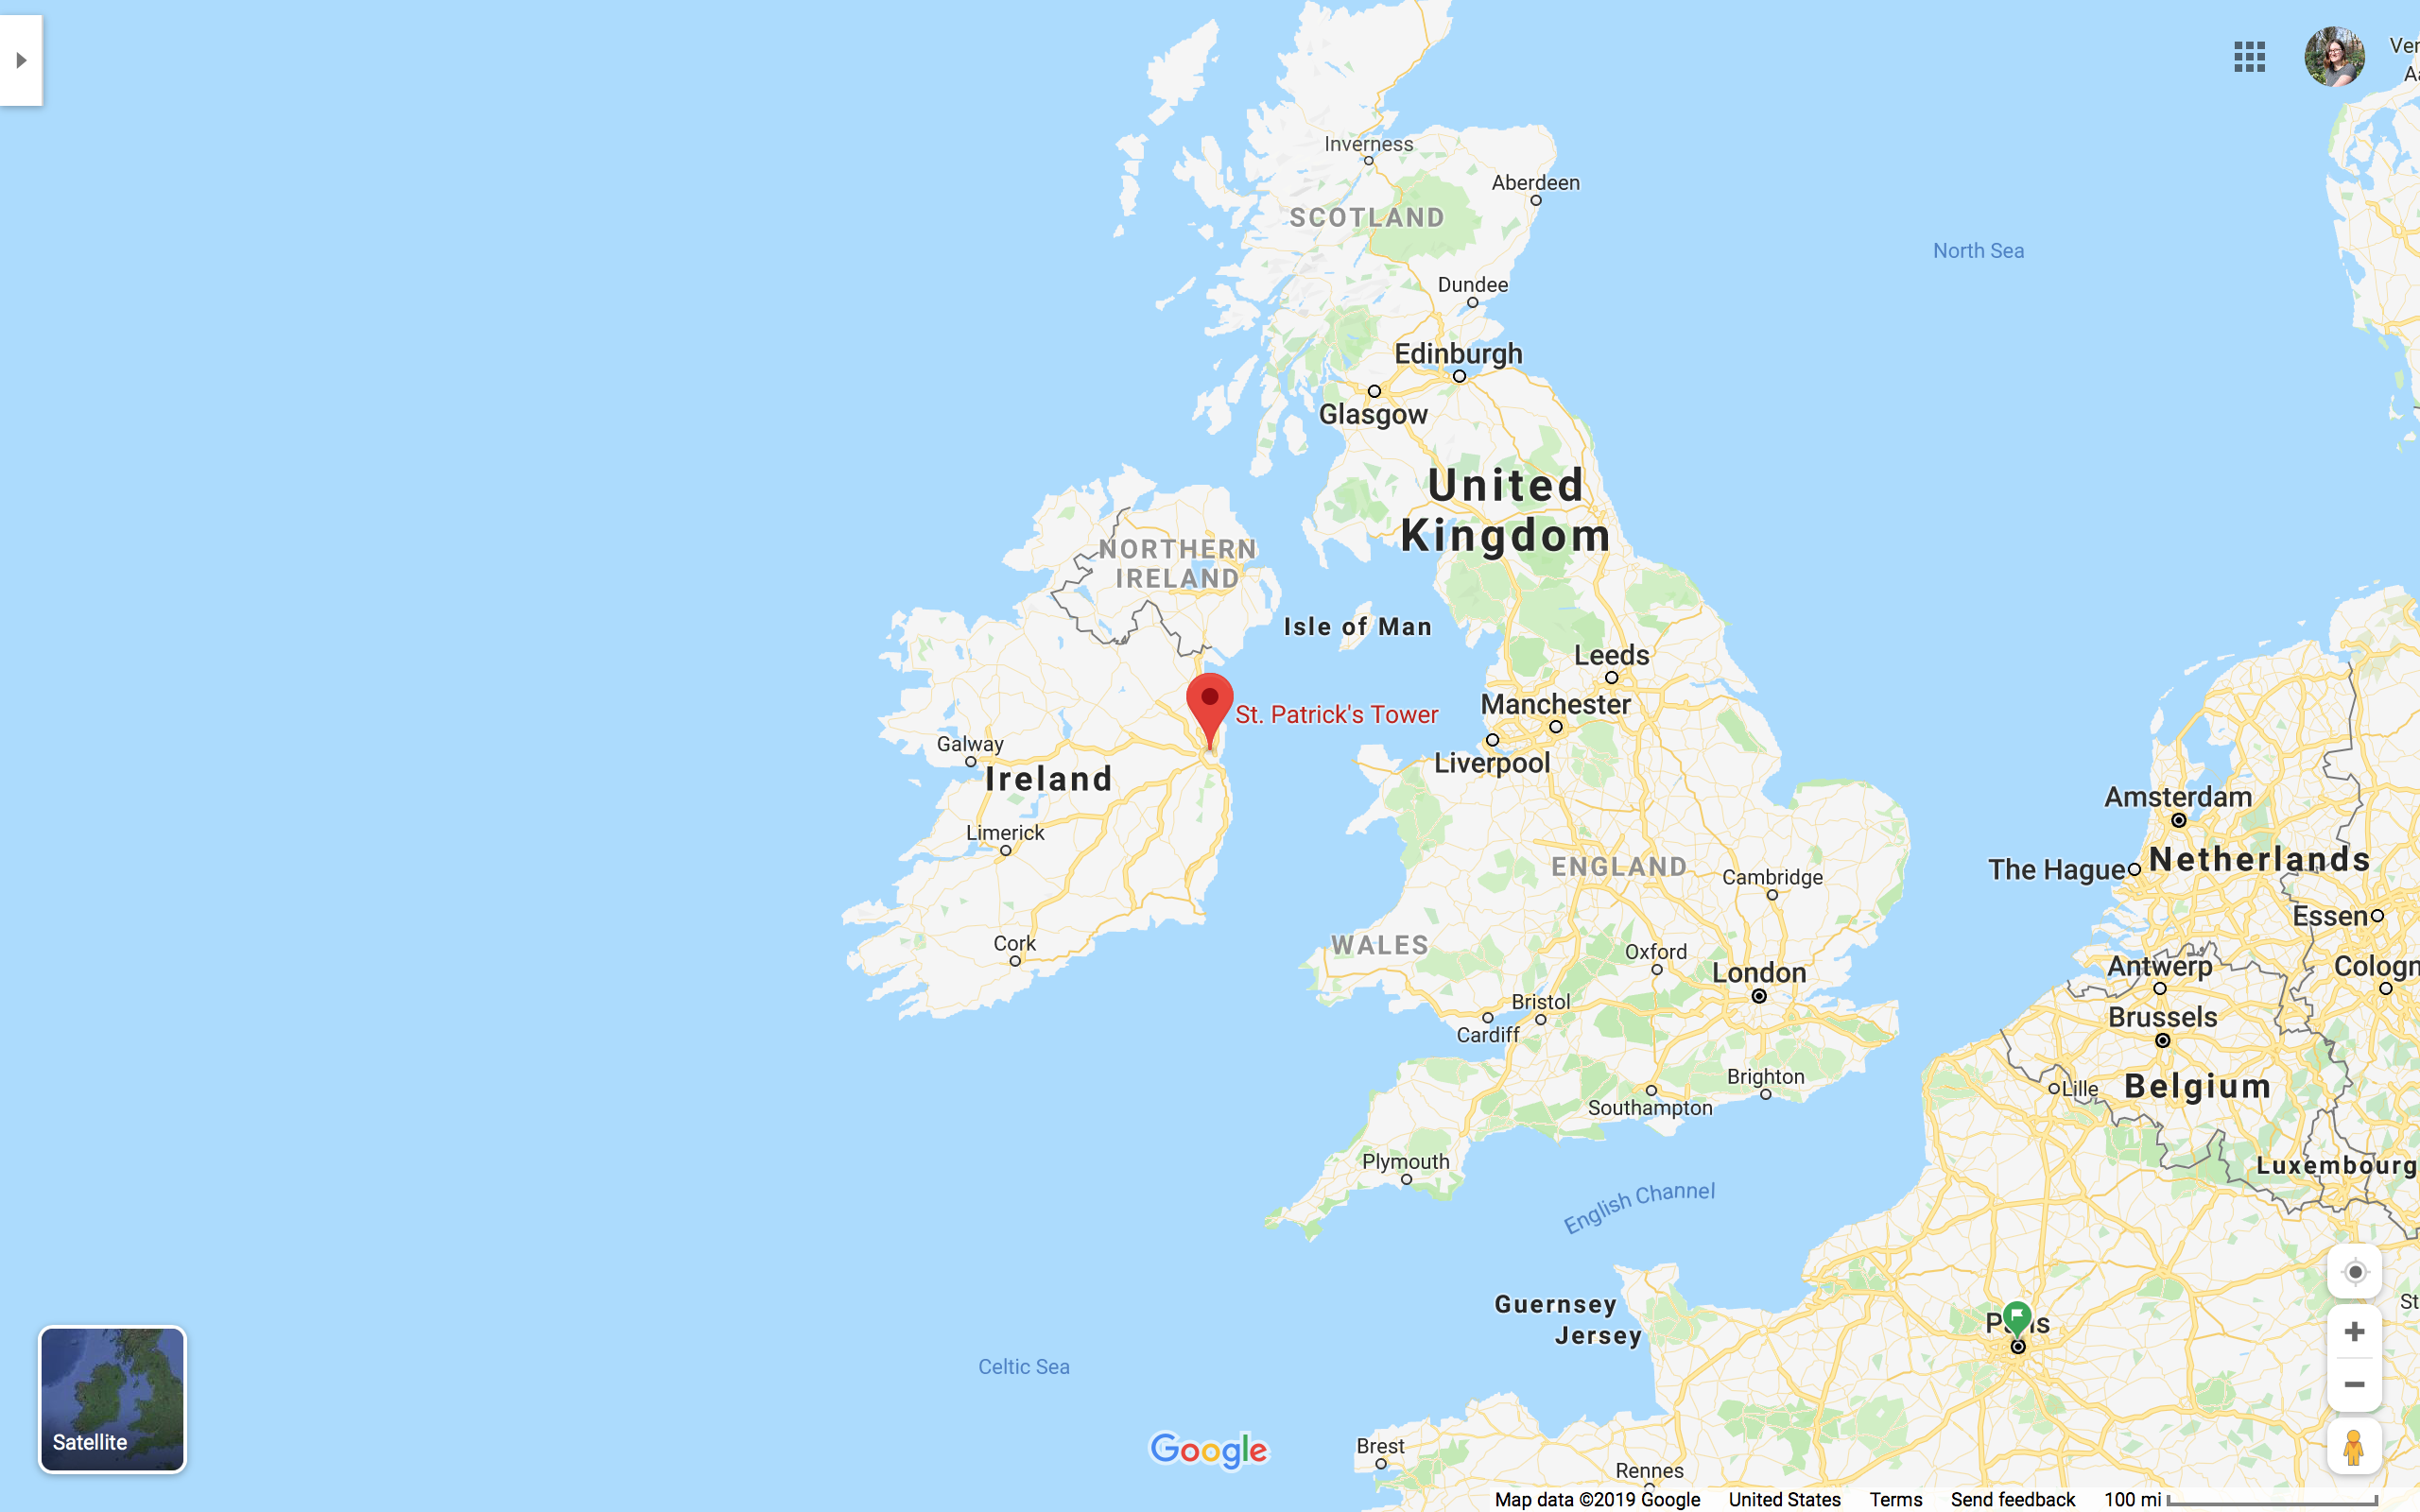 Ver
Aa
Inverness
Aberdeen
SCOTLAND
North Sea
Dundee
Edinburgh
Glasgow
United
Kingdom
NORTHERN
IRELAND
Isle of Man
Leeds
St. Patrick's Tower
Manchester
Galway
Liverpool
Ireland
Amsterdam
Limerick
Netherlands
ENGLAND
The Hague
Cambridge
Essen
Cork
WALES
Oxford
London
Antwerp
Cologn
Bristol
Brussels
Cardiff
Brighton
Belgium
Lille
Southampton
Plymouth
Luxembourg
English Channel
Guernsey
St
Jersey
Celtic Sea
Satellite
Google
Brest
Rennes
Map data ©2019 Google United States Terms Send feedback 100 mi